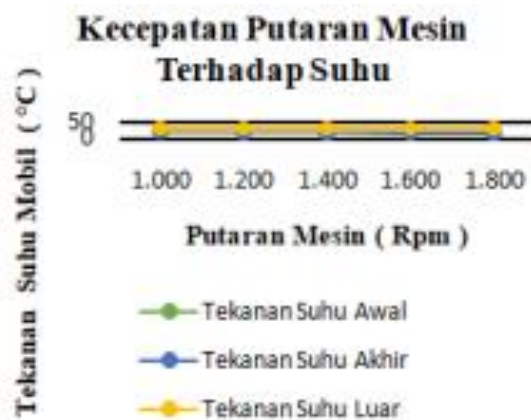 Kecepatan Putaran Mesin
Terhadap Suhu
Tekanan Suhu Mobil ( °C )
50
0
1.000 1.200 1.400 1.600 1.800
Putaran Mesin ( Rpm )
Tekanan Suhu Awal
Tekanan Suhu Akhir
Tekanan Suhu Luar